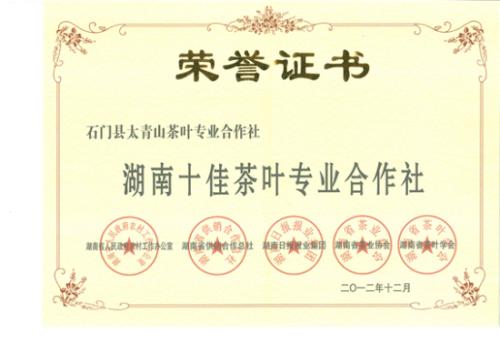 荣誉证书
石门县太青山茶叶专业合作社
湖南十佳茶叶专业合作社
湖南省人民政府农村工作办公室 湖南省供销合作总社 湖南日报报业集团 湖南省茶业协会 湖南省茶叶学会
二〇一二年十二月